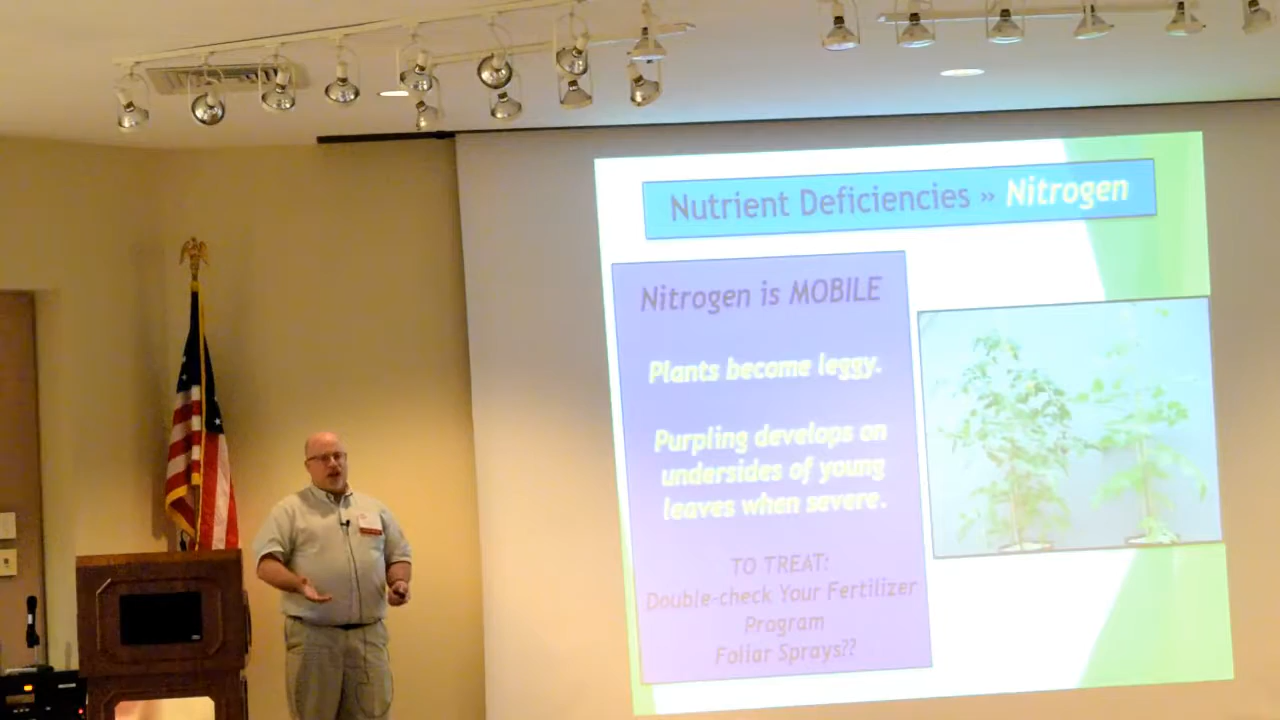 Nutrient Deficiencies » Nitrogen
Nitrogen is MOBILE
Plants become leggy.
Purpling develops on
undersides of young
leaves when severe.
TO TREAT:
Double-check Your Fertilizer
Program
Foliar Sprays??